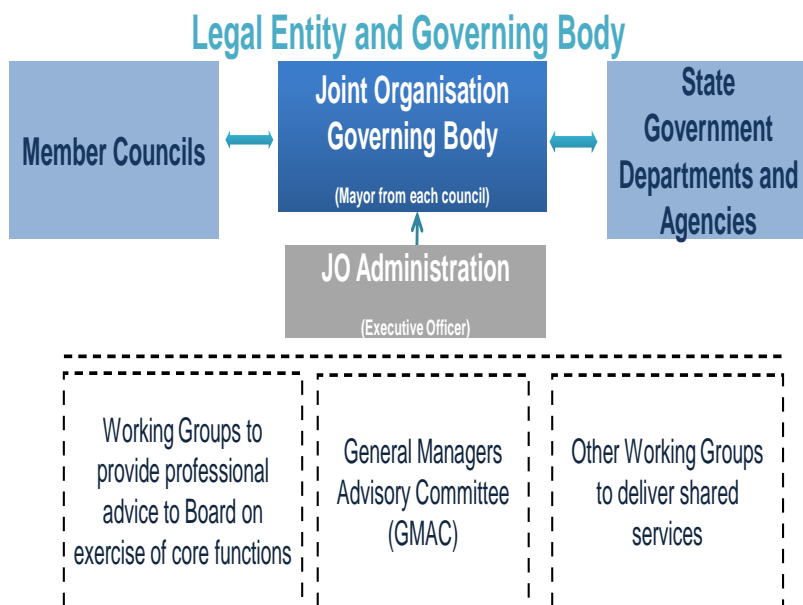 Legal Entity and Governing Body
Member Councils
Joint Organisation
Governing Body
(Mayor from each council)
State
Government
Departments and
Agencies
JO Administration
(Executive Officer)
Working Groups to
provide professional
advice to Board on
exercise of core functions
General Managers
Advisory Committee
(GMAC)
Other Working Groups
to deliver shared
services